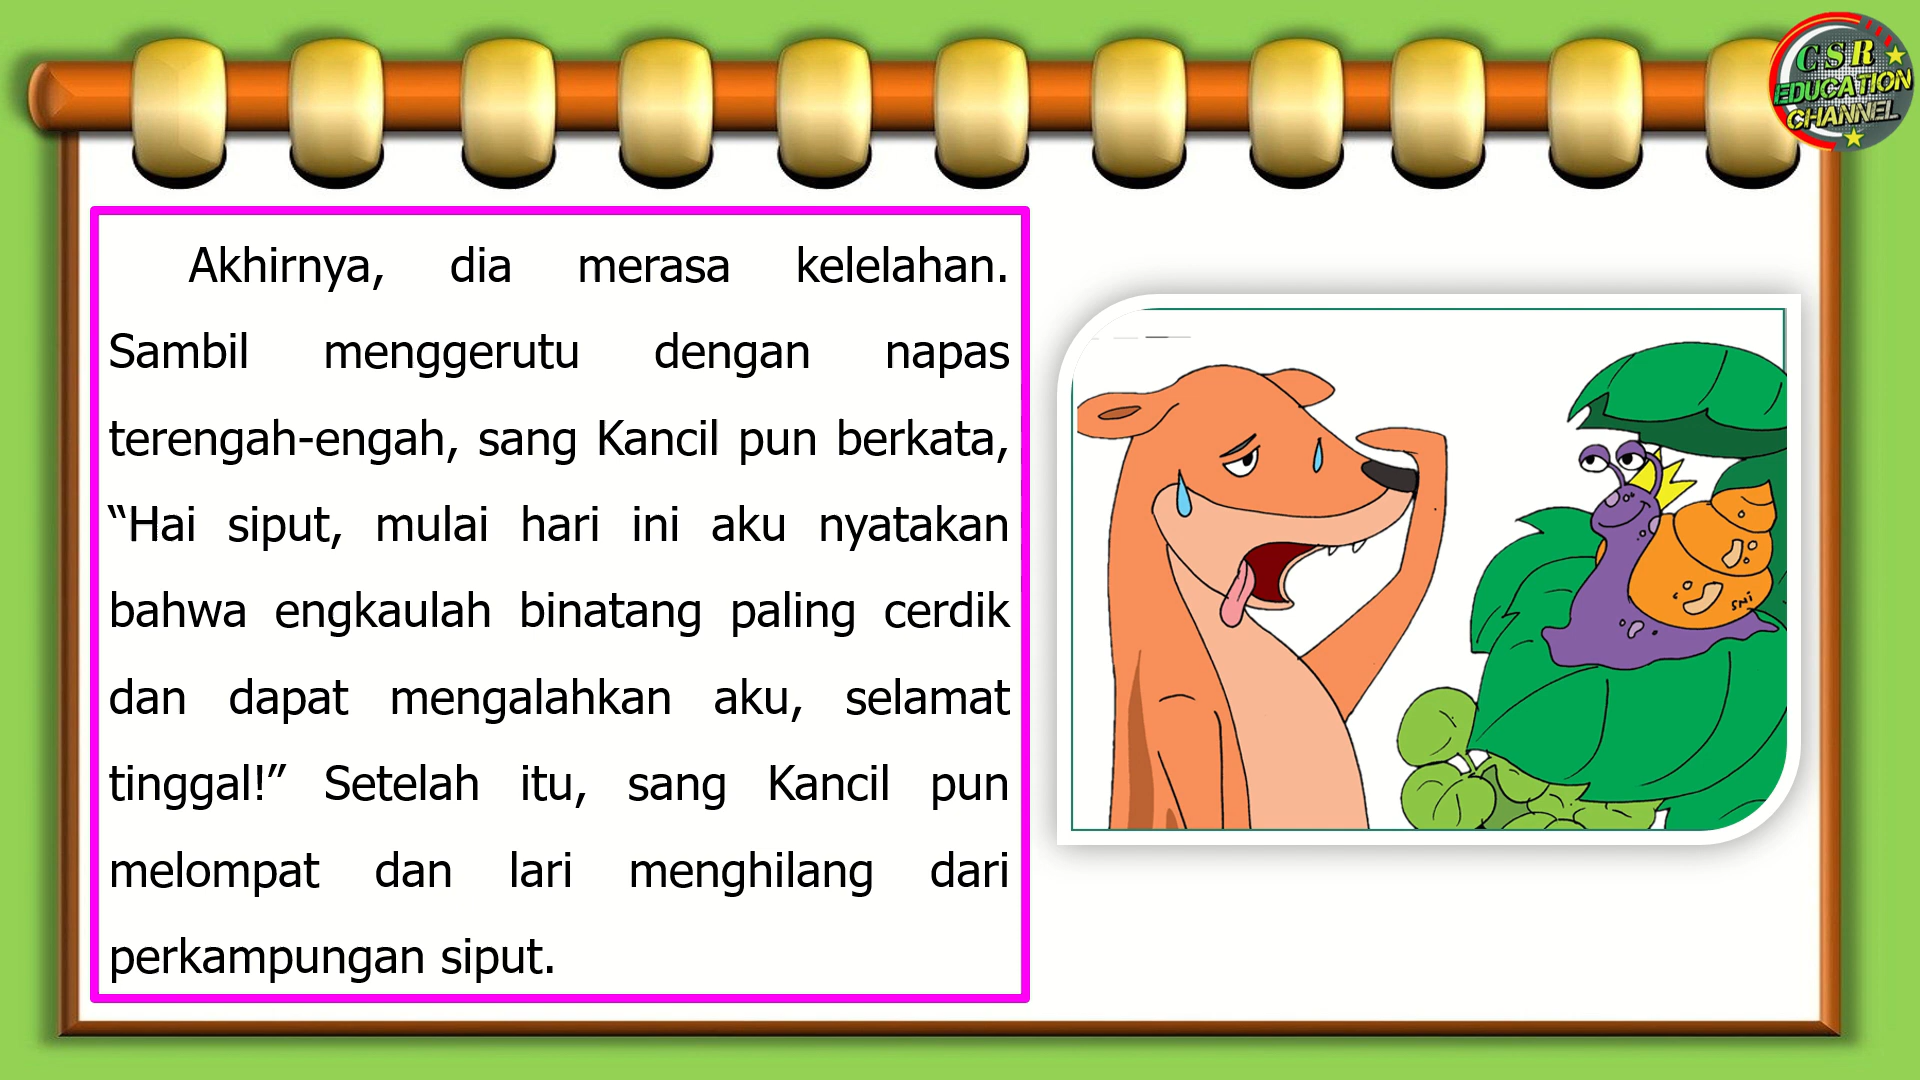 CSR
EDUCATION
CHANNEL
Akhirnya, dia merasa kelelahan.
Sambil menggerutu dengan napas
terengah-engah, sang Kancil pun berkata,
“Hai siput, mulai hari ini aku nyatakan
bahwa engkaulah binatang paling cerdik
dan dapat mengalahkan aku, selamat
tinggal!” Setelah itu, sang Kancil pun
melompat dan lari menghilang dari
perkampungan siput.
SNi